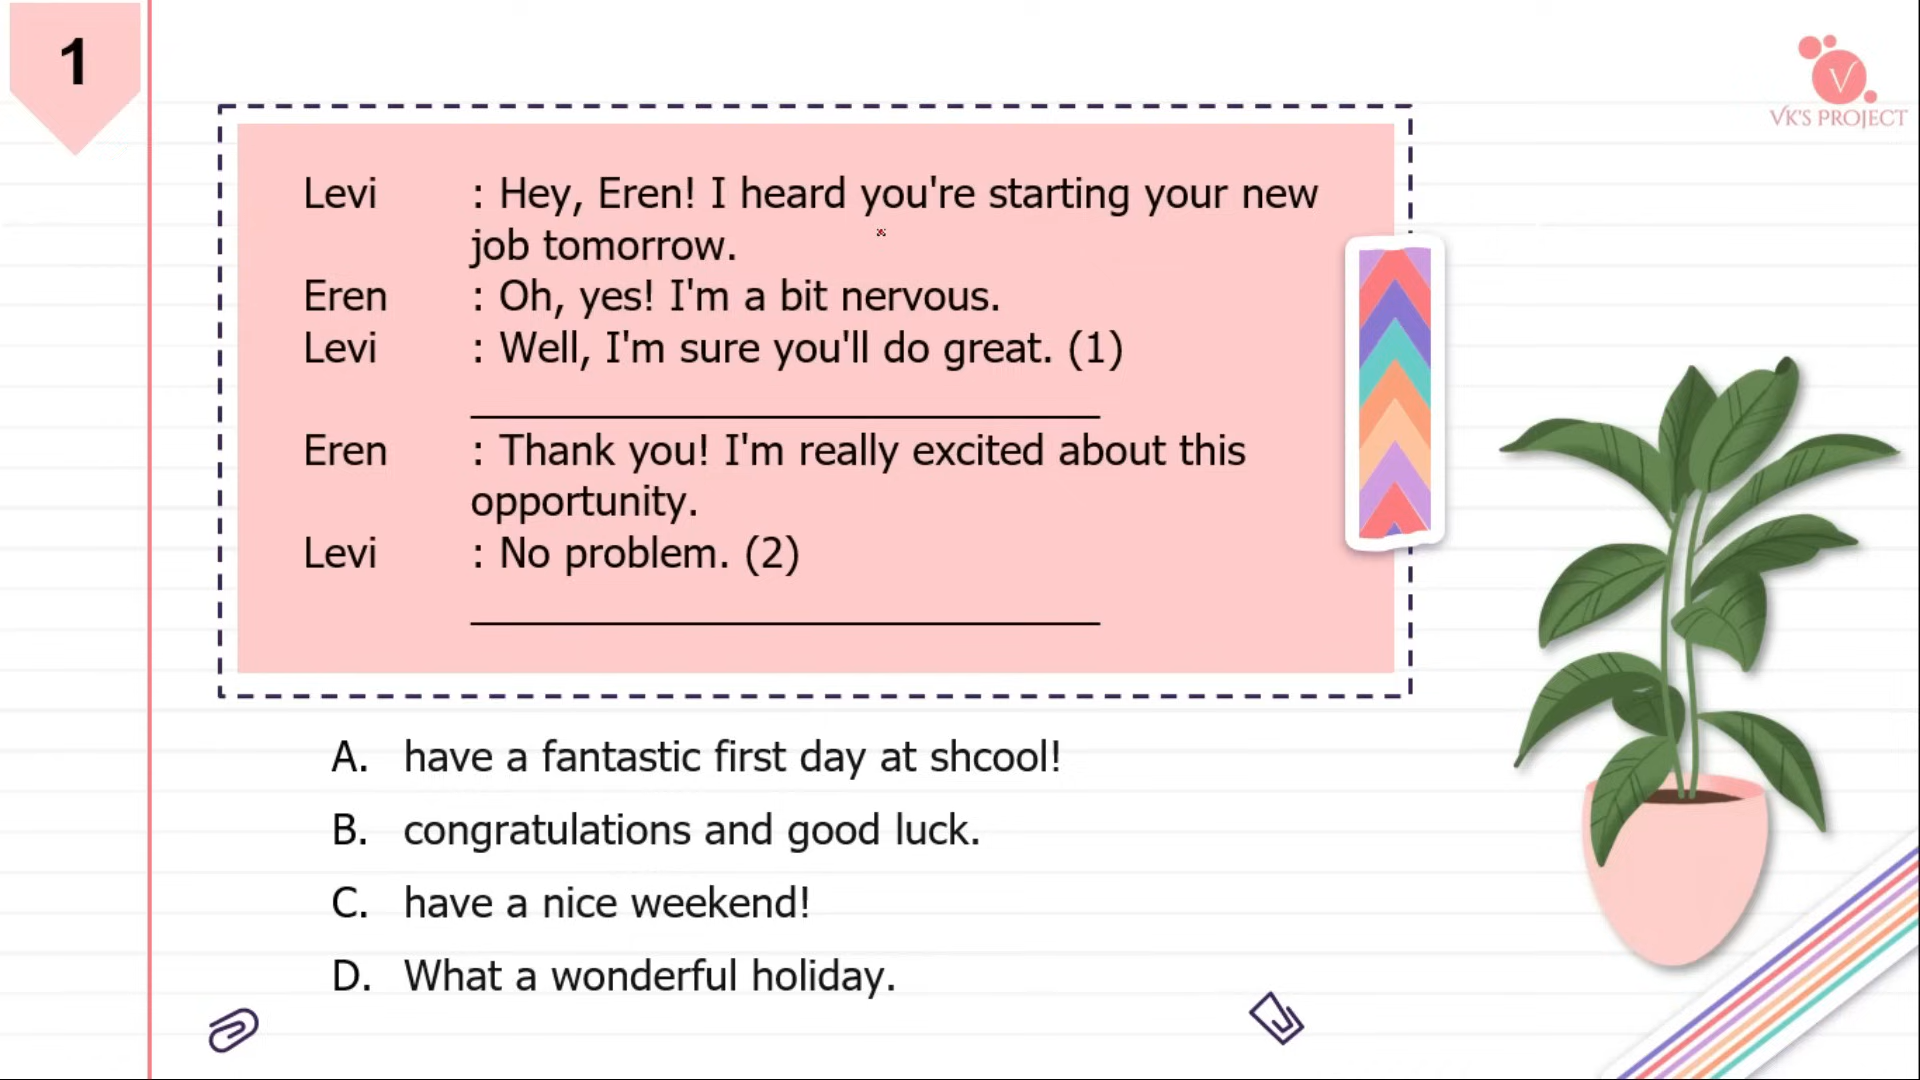 1
VK'S PROJECT
Levi : Hey, Eren! I heard you're starting your new
job tomorrow.
Eren : Oh, yes! I'm a bit nervous.
Levi : Well, I'm sure you'll do great. (1)
Eren : Thank you! I'm really excited about this
opportunity.
Levi : No problem. (2)
A. have a fantastic first day at shcool!
B. congratulations and good luck.
C. have a nice weekend!
D. What a wonderful holiday.